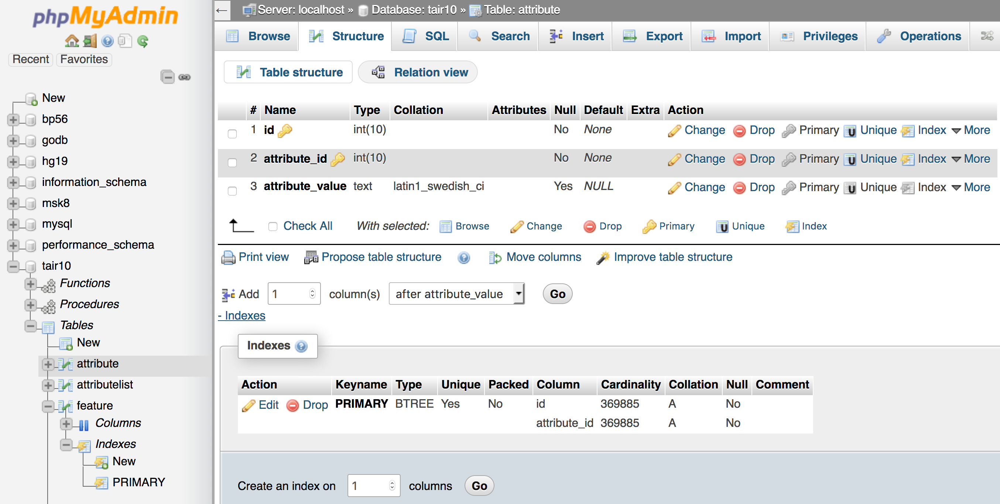 phpMyAdmin
Recent Favorites
New
bp56
godb
hg19
information_schema
msk8
mysql
performance_schema
tair10
Functions
Procedures
Tables
New
attribute
attributelist
feature
Columns
Indexes
New
PRIMARY
← Server: localhost » Database: tair10 » Table: attribute
Browse Structure SQL Search Insert Export Import Privileges Operations
Table structure Relation view
# Name Type Collation Attributes Null Default Extra Action
1 id int(10) No None Change Drop Primary Unique Index More
2 attribute_id int(10) No None Change Drop Primary Unique Index More
3 attribute_value text latin1_swedish_ci Yes NULL Change Drop Primary Unique Index More
Check All With selected: Browse Change Drop Primary Unique Index
Print view Propose table structure Move columns Improve table structure
Add 1 column(s) after attribute_value Go
- Indexes
Indexes
Action Keyname Type Unique Packed Column Cardinality Collation Null Comment
Edit Drop PRIMARY BTREE Yes No id 369885 A No
attribute_id 369885 A No
Create an index on 1 columns Go